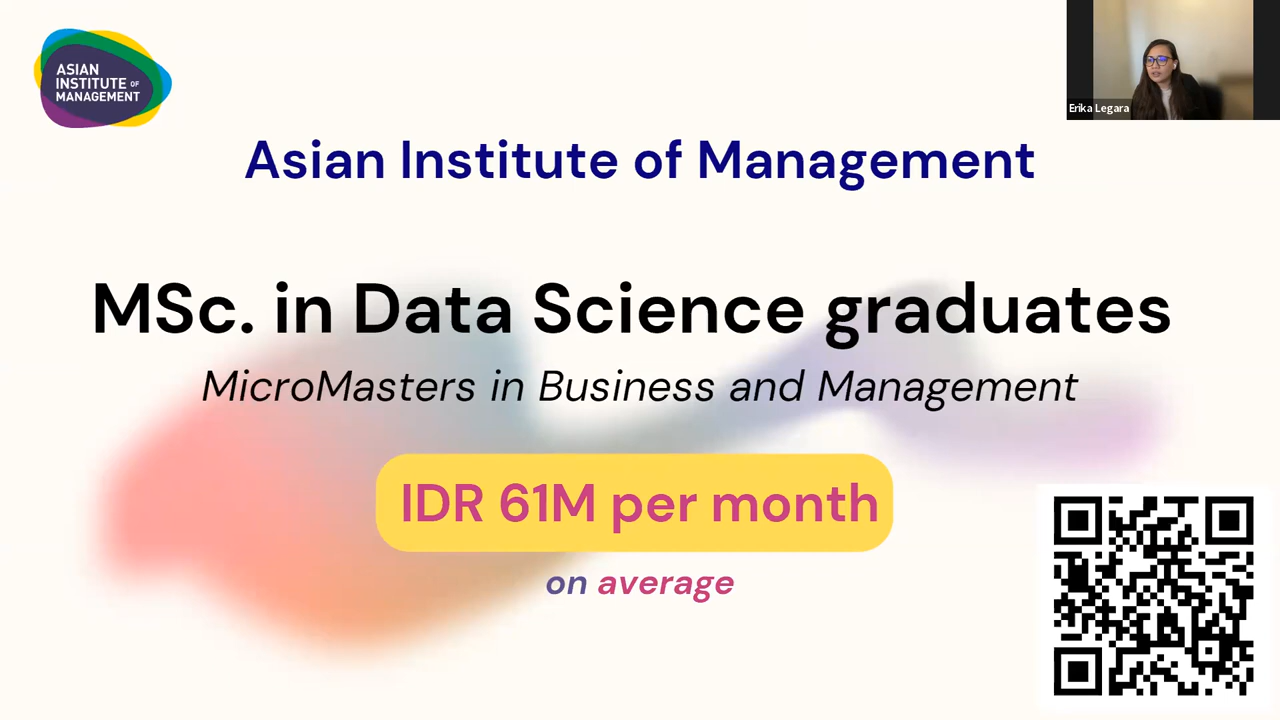 ASIAN
INSTITUTE OF
MANAGEMENT
Erika Legara
Asian Institute of Management
MSc. in Data Science graduates
MicroMasters in Business and Management
IDR 61M per month
on average